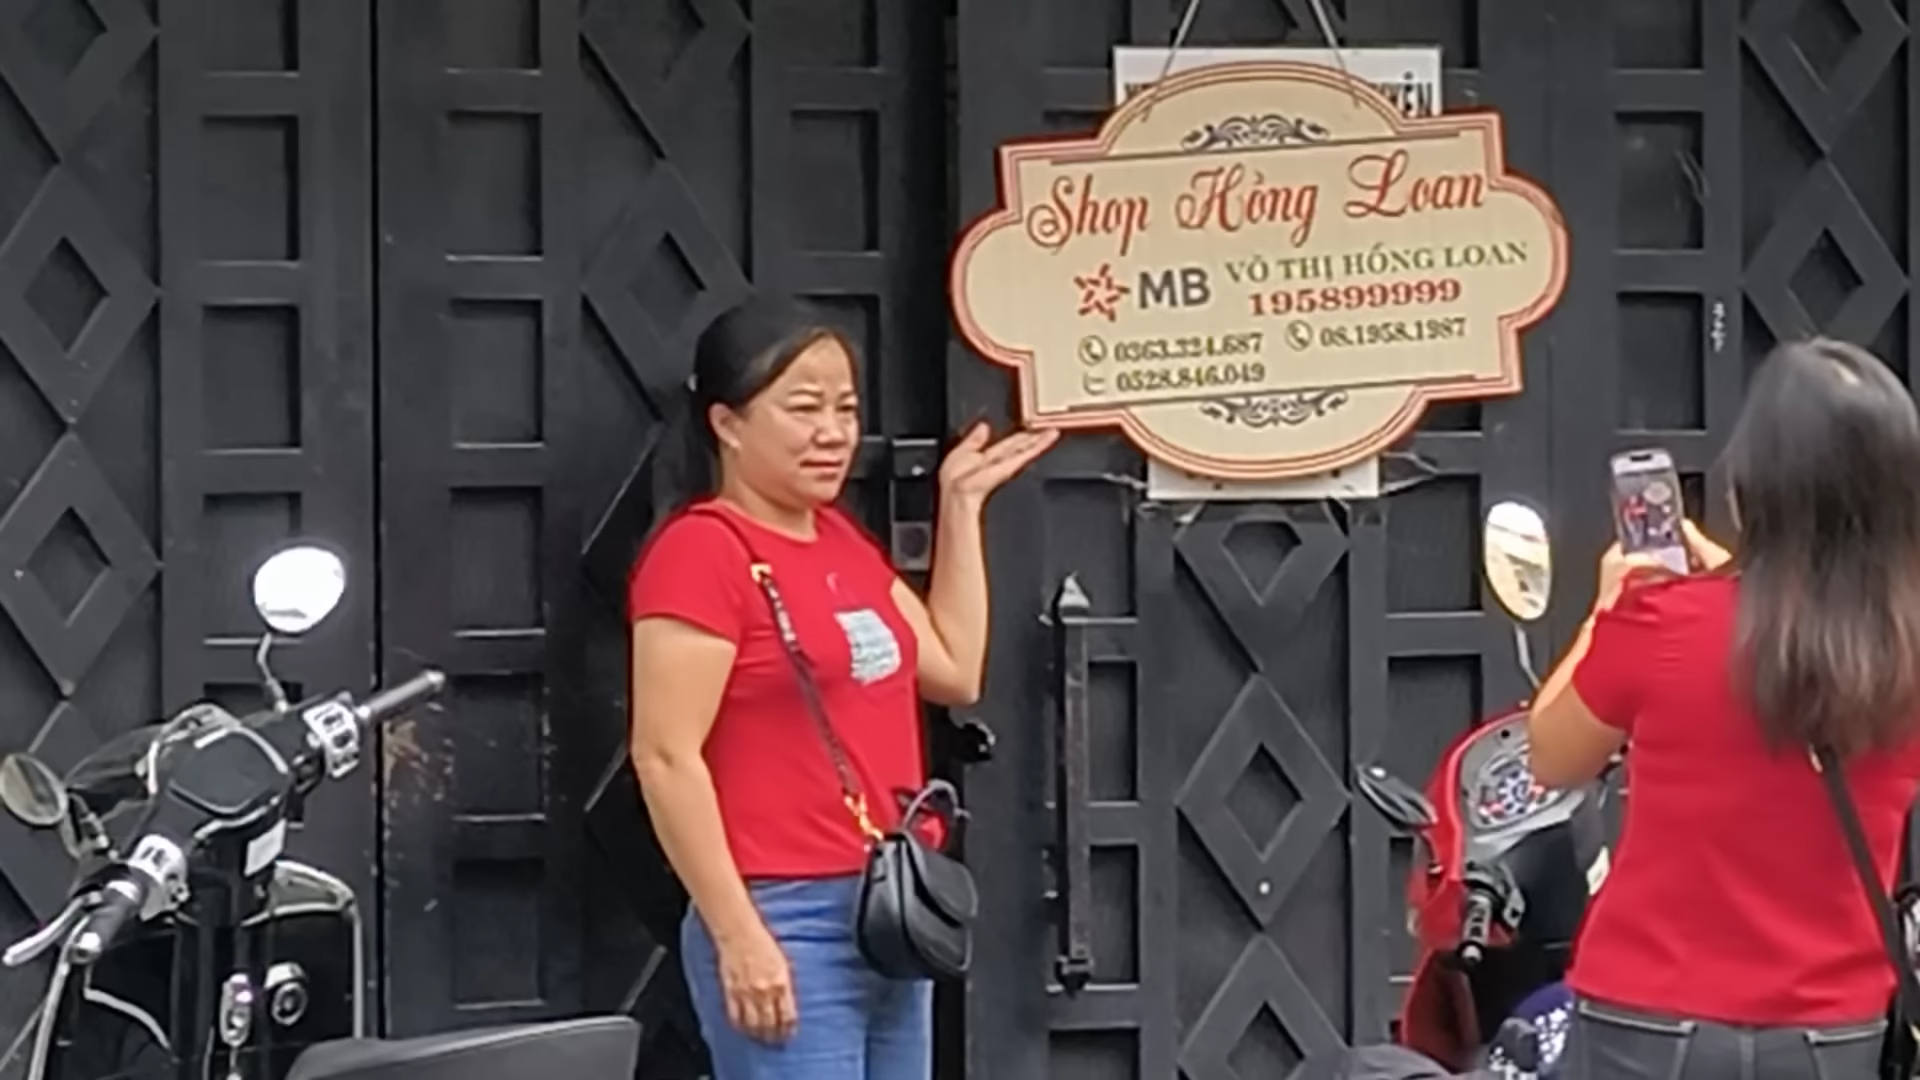 Shop Hồng Loan
MB VÕ THỊ HỒNG LOAN
195899999
0363.324.687 08.1958.1987
0528.846.049